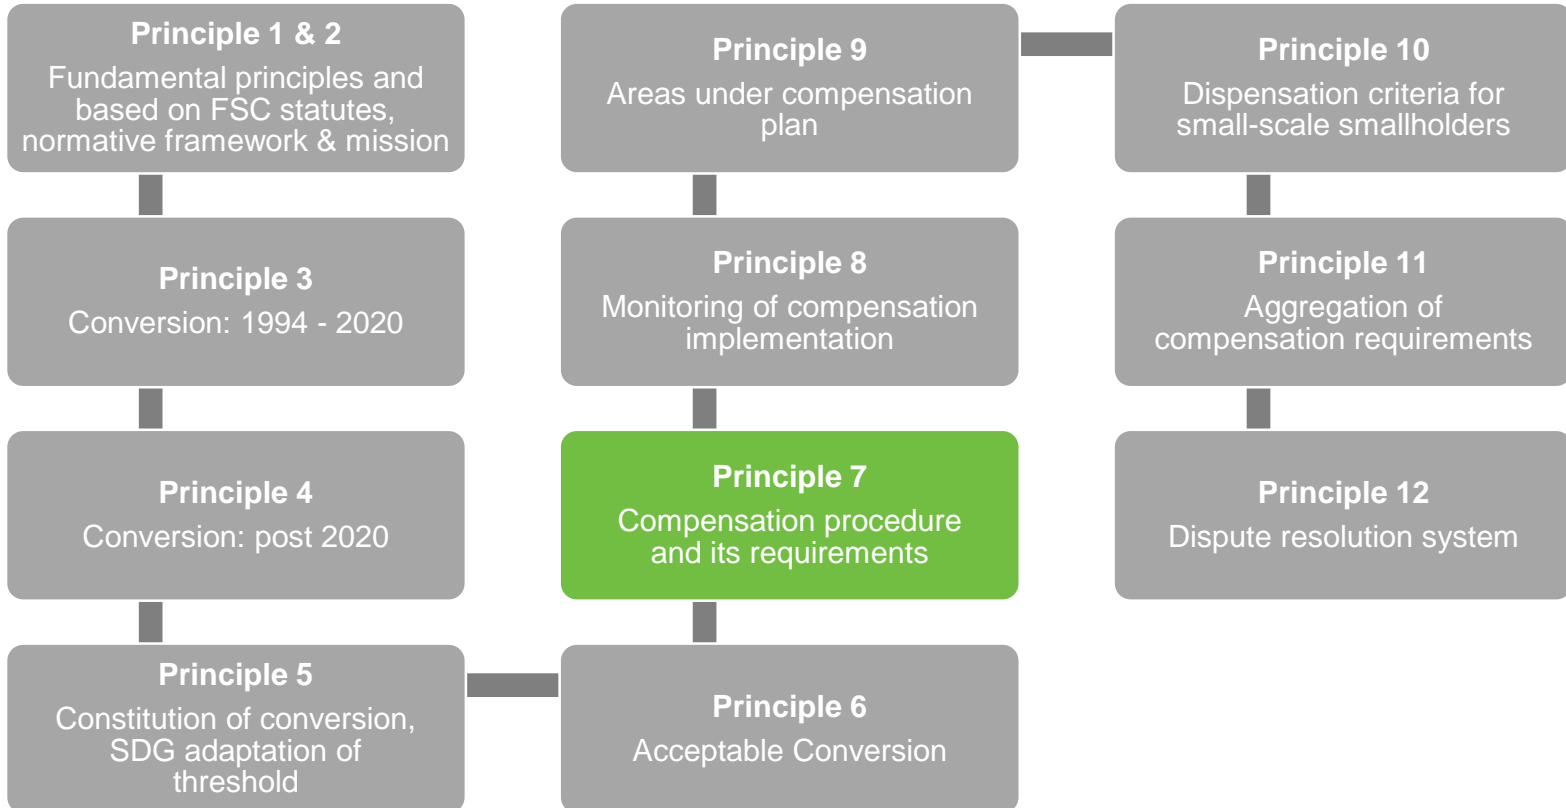 Principle 1 & 2
Fundamental principles and
based on FSC statutes,
normative framework & mission
Principle 3
Conversion: 1994 - 2020
Principle 4
Conversion: post 2020
Principle 5
Constitution of conversion,
SDG adaptation of
threshold
Principle 6
Acceptable Conversion
Principle 7
Compensation procedure
and its requirements
Principle 8
Monitoring of compensation
implementation
Principle 9
Areas under compensation
plan
Principle 10
Dispensation criteria for
small-scale smallholders
Principle 11
Aggregation of
compensation requirements
Principle 12
Dispute resolution system